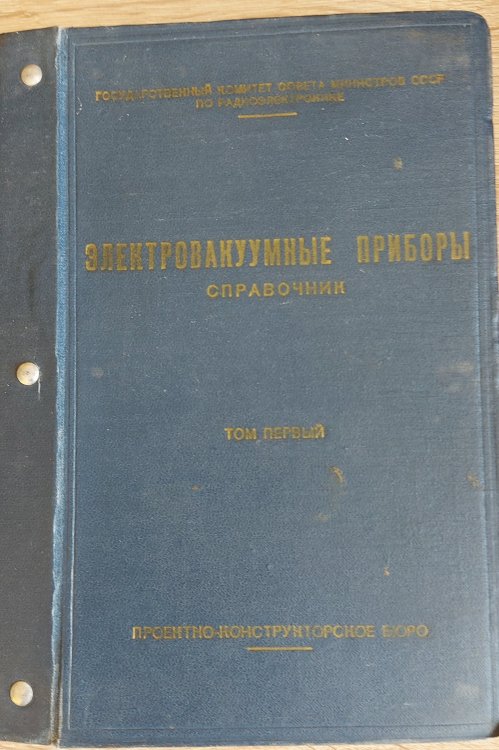 ГОСУДАРСТВЕННЫЙ КОМИТЕТ СОВЕТА МИНИСТРОВ СССР
ПО РАДИОЭЛЕКТРОНИКЕ
ЭЛЕКТРОВАКУУМНЫЕ ПРИБОРЫ
СПРАВОЧНИК
ТОМ ПЕРВЫЙ
ПРОЕКТНО-КОНСТРУКТОРСКОЕ БЮРО